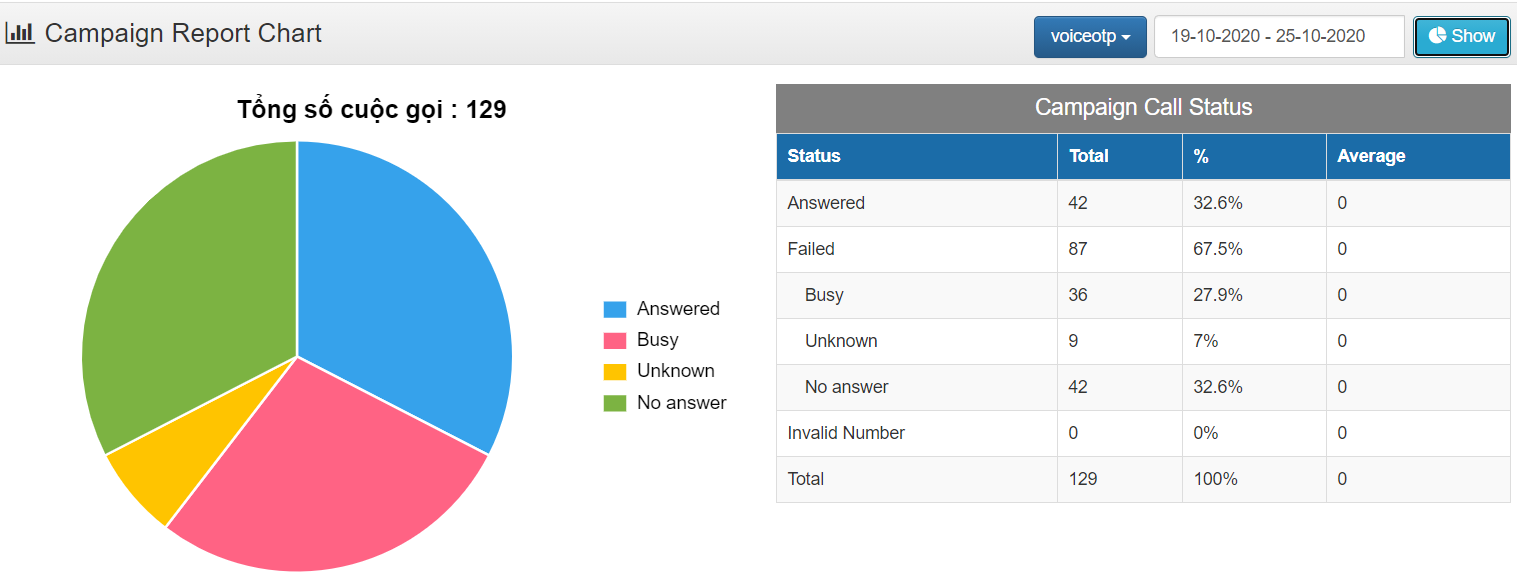 Campaign Report Chart
voiceotp
19-10-2020 - 25-10-2020
Show
Tổng số cuộc gọi : 129
Answered
Busy
Unknown
No answer
Campaign Call Status
Status Total % Average
Answered 42 32.6% 0
Failed 87 67.5% 0
Busy 36 27.9% 0
Unknown 9 7% 0
No answer 42 32.6% 0
Invalid Number 0 0% 0
Total 129 100% 0